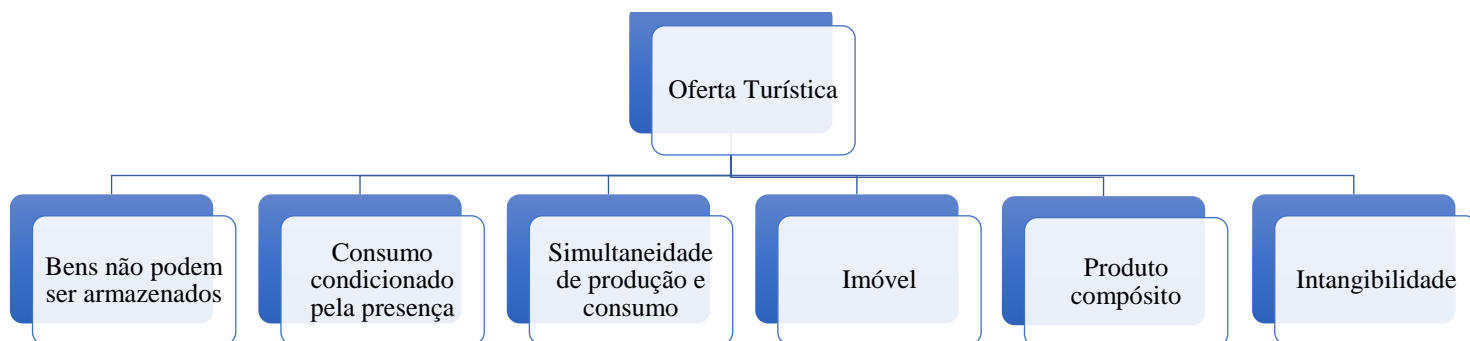 Oferta Turística
Bens não podem
ser armazenados
Consumo
condicionado
pela presença
Simultaneidade
de produção e
consumo
Imóvel
Produto
compósito
Intangibilidade